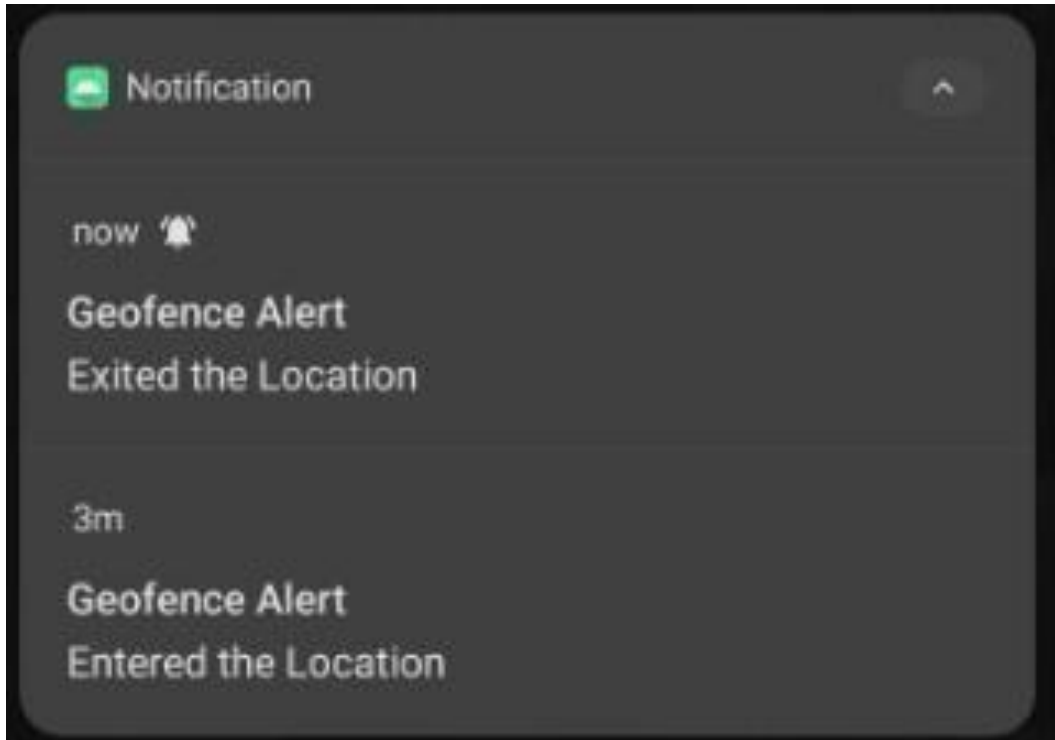 Notification
now
Geofence Alert
Exited the Location
3m
Geofence Alert
Entered the Location